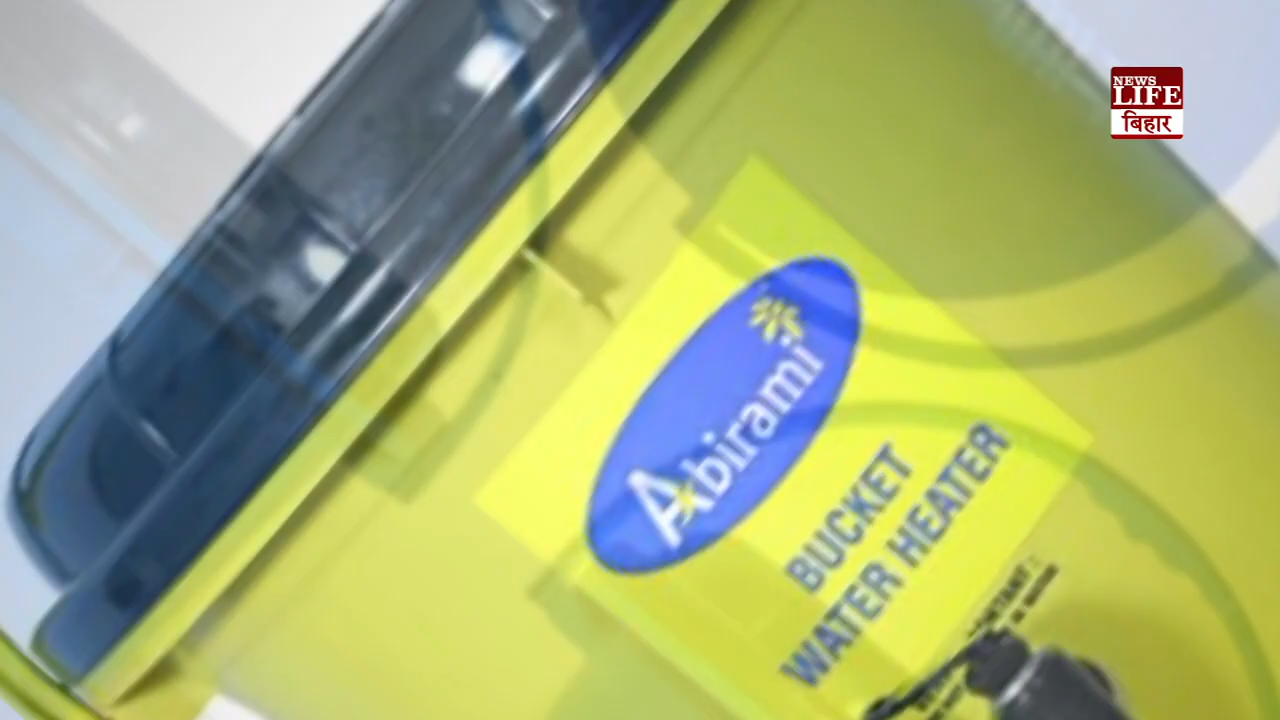 NEWS
LIFE
बिहार
Abirami
BUCKET
WATER HEATER